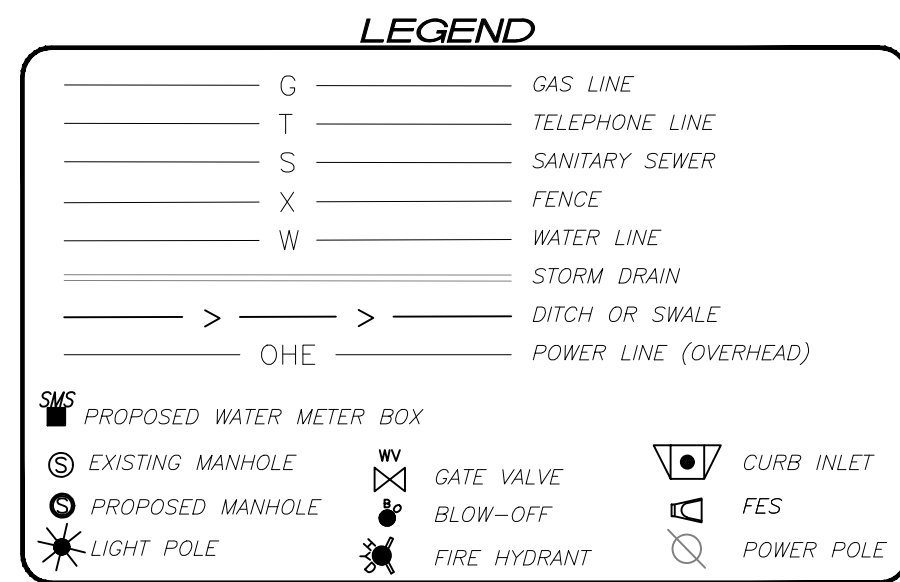 LEGEND
G GAS LINE
T TELEPHONE LINE
S SANITARY SEWER
X FENCE
W WATER LINE
STORM DRAIN
> > DITCH OR SWALE
OHE POWER LINE (OVERHEAD)
SMS
PROPOSED WATER METER BOX
S EXISTING MANHOLE
S PROPOSED MANHOLE
LIGHT POLE
WV
GATE VALVE
BO
BLOW-OFF
HYD
FIRE HYDRANT
CURB INLET
FES
POWER POLE